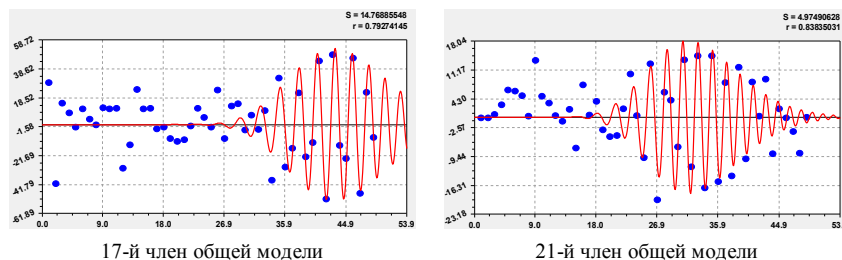 S = 14.76885548
r = 0.79274145
58.72
38.62
18.52
-1.58
-21.69
-41.79
-61.89
0.0 9.0 18.0 26.9 35.9 44.9 53.9
17-й член общей модели
S = 4.97490628
r = 0.83835031
18.04
11.17
4.30
-2.57
-9.44
-16.31
-23.18
0.0 9.0 18.0 26.9 35.9 44.9 53.
21-й член общей модели